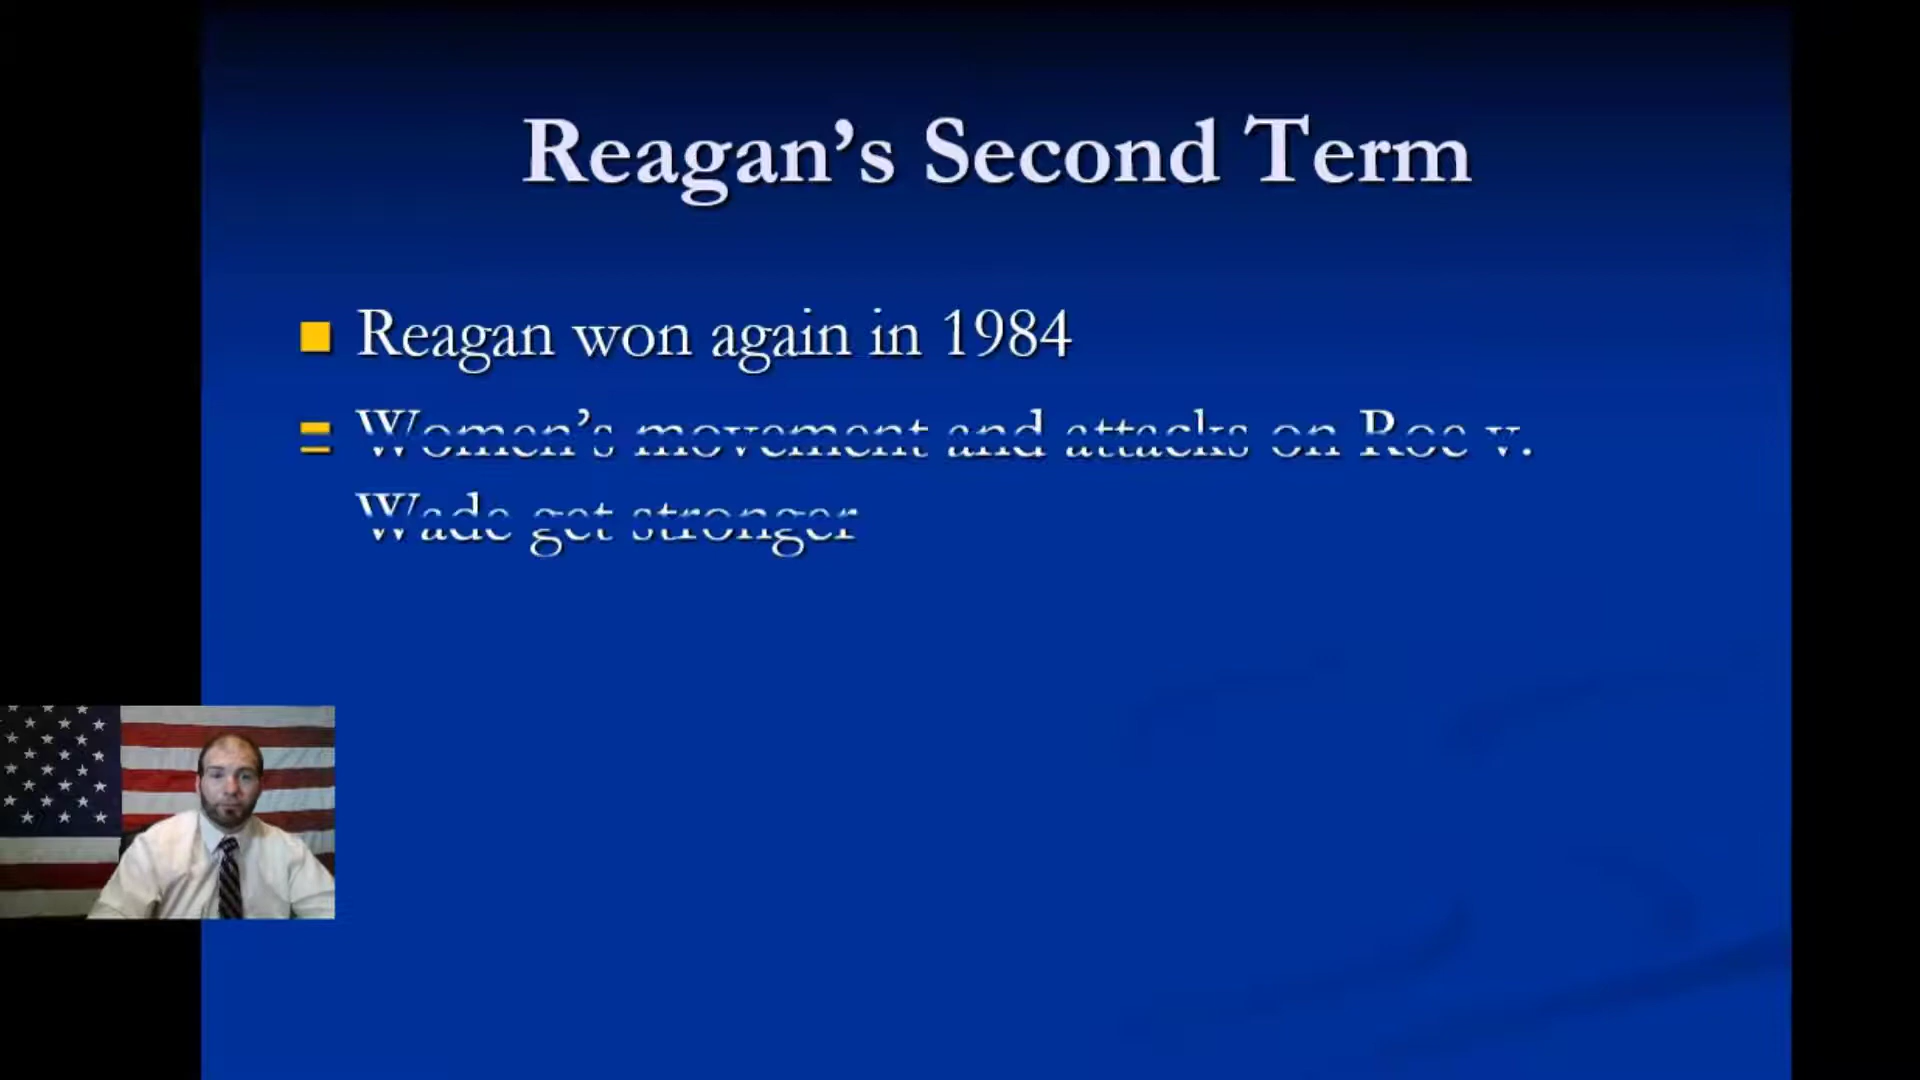 Reagan’s Second Term
Reagan won again in 1984
Women’s movement and attacks on Roe v.
Wade get stronger